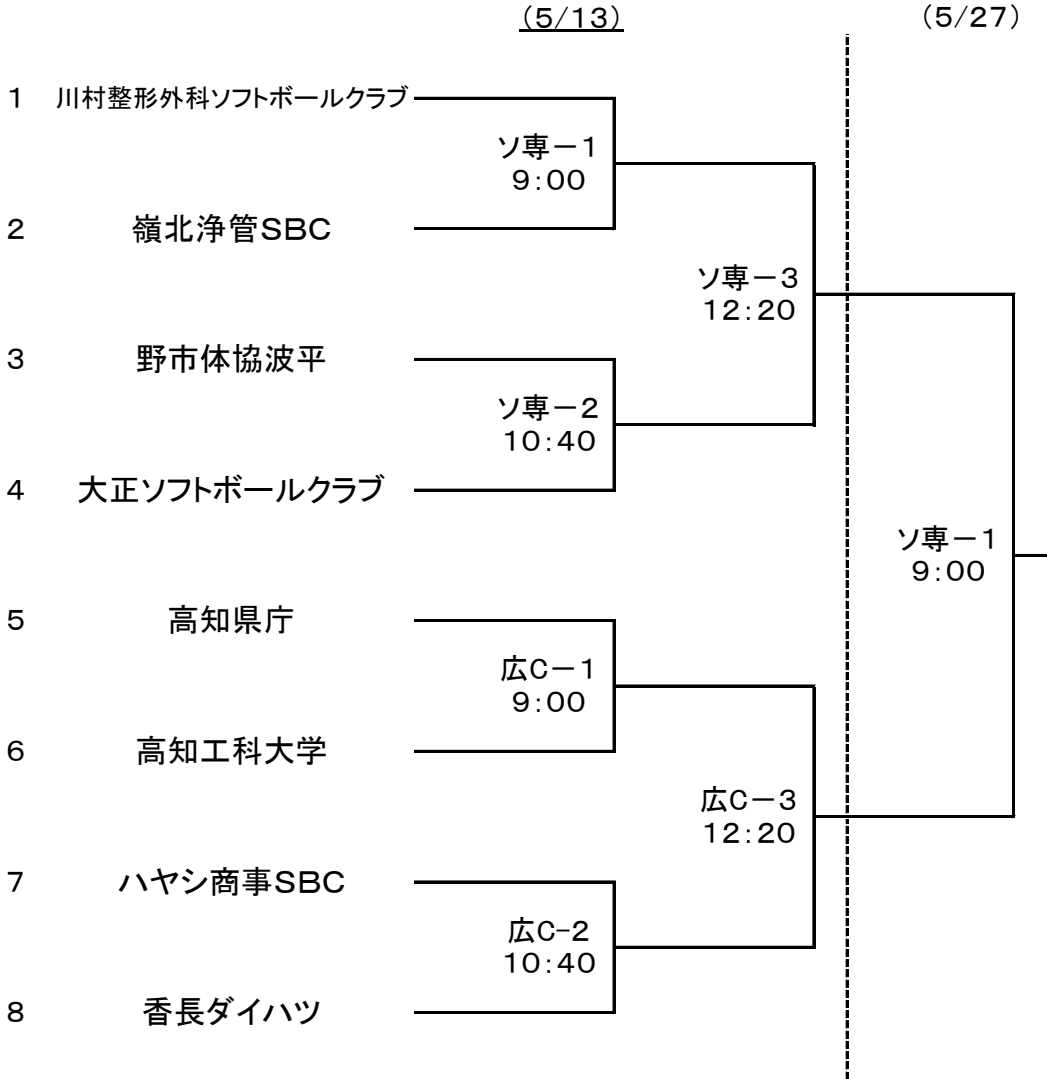 （5/13）
（5/27）
1 川村整形外科ソフトボールクラブ
ソ専－1
9：00
2 嶺北浄管SBC
ソ専－3
12：20
3 野市体協波平
ソ専－2
10：40
4 大正ソフトボールクラブ
ソ専－1
9：00
5 高知県庁
広C－1
9：00
6 高知工科大学
広C－3
12：20
7 ハヤシ商事SBC
広C-2
10：40
8 香長ダイハツ